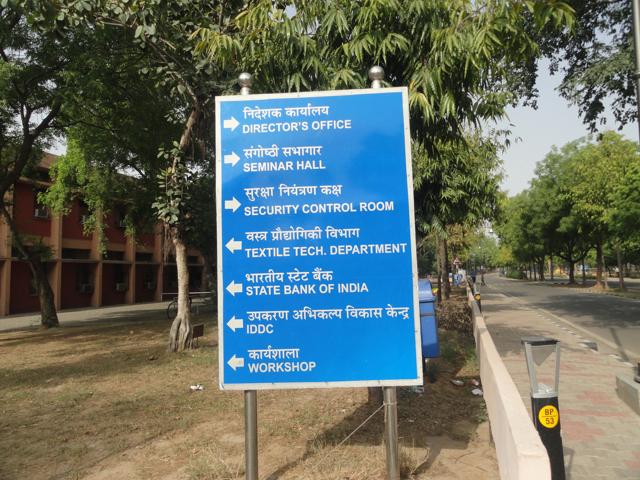 निदेशक कार्यालय
DIRECTOR'S OFFICE
संगोष्ठी सभागार
SEMINAR HALL
सुरक्षा नियंत्रण कक्ष
SECURITY CONTROL ROOM
वस्त्र प्रौद्योगिकी विभाग
TEXTILE TECH. DEPARTMENT
भारतीय स्टेट बैंक
STATE BANK OF INDIA
उपकरण अभिकल्प विकास केन्द्र
IDDC
कार्यशाला
WORKSHOP
BP
53